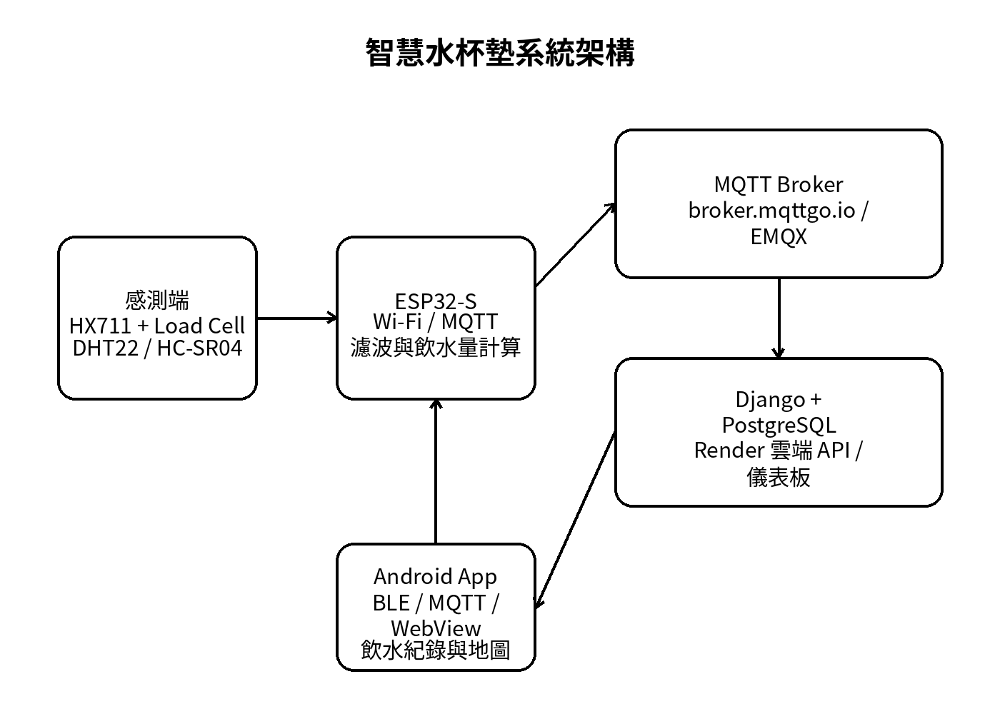 智慧水杯墊系統架構
感測端
HX711 + Load Cell
DHT22 / HC-SR04
ESP32-S
Wi-Fi / MQTT
濾波與飲水量計算
MQTT Broker
broker.mqttgo.io /
EMQX
Django +
PostgreSQL
Render 雲端 API /
儀表板
Android App
BLE / MQTT /
WebView
飲水紀錄與地圖